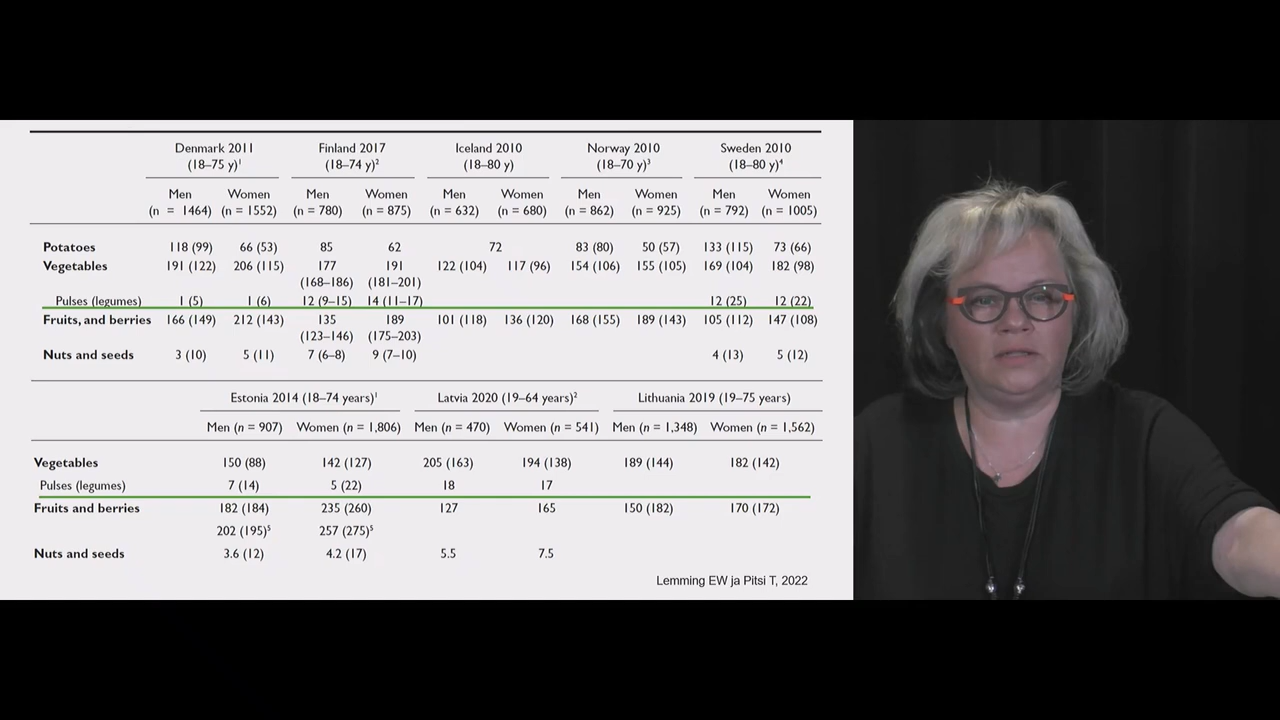 Denmark 2011 Finland 2017 Iceland 2010 Norway 2010 Sweden 2010
(18–75 y)¹ (18–74 y)² (18–80 y) (18–70 y)³ (18–80 y)⁴
Men Women Men Women Men Women Men Women Men Women
(n = 1464) (n = 1552) (n = 780) (n = 875) (n = 632) (n = 680) (n = 862) (n = 925) (n = 792) (n = 1005)
Potatoes 118 (99) 66 (53) 85 62 72 83 (80) 50 (57) 133 (115) 73 (66)
Vegetables 191 (122) 206 (115) 177 191 122 (104) 117 (96) 154 (106) 155 (105) 169 (104) 182 (98)
(168–186) (181–201)
Pulses (legumes) 1 (5) 1 (6) 12 (9–15) 14 (11–17) 12 (25) 12 (22)
Fruits, and berries 166 (149) 212 (143) 135 189 101 (118) 136 (120) 168 (155) 189 (143) 105 (112) 147 (108)
(123–146) (175–203)
Nuts and seeds 3 (10) 5 (11) 7 (6–8) 9 (7–10) 4 (13) 5 (12)
Estonia 2014 (18–74 years)¹ Latvia 2020 (19–64 years)² Lithuania 2019 (19–75 years)
Men (n = 907) Women (n = 1,806) Men (n = 470) Women (n = 541) Men (n = 1,348) Women (n = 1,562)
Vegetables 150 (88) 142 (127) 205 (163) 194 (138) 189 (144) 182 (142)
Pulses (legumes) 7 (14) 5 (22) 18 17
Fruits and berries 182 (184) 235 (260) 127 165 150 (182) 170 (172)
202 (195)⁵ 257 (275)⁵
Nuts and seeds 3.6 (12) 4.2 (17) 5.5 7.5
Lemming EW ja Pitsi T, 2022